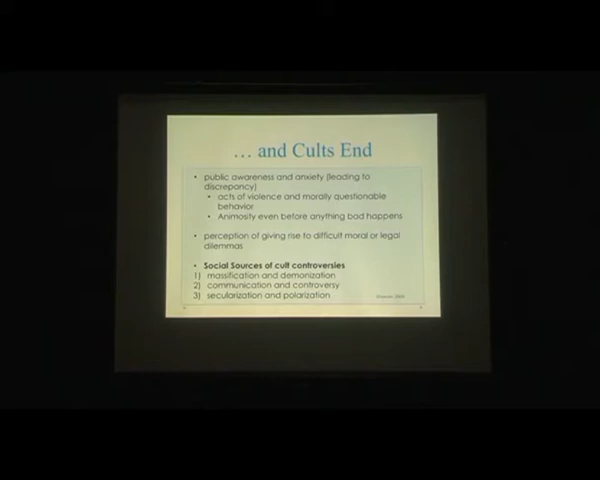 ... and Cults End
• public awareness and anxiety (leading to
discrepancy)
• acts of violence and morally questionable
behavior
• Animosity even before anything bad happens
• perception of giving rise to difficult moral or legal
dilemmas
• Social Sources of cult controversies
1) massification and demonization
2) communication and controversy
3) secularization and polarization